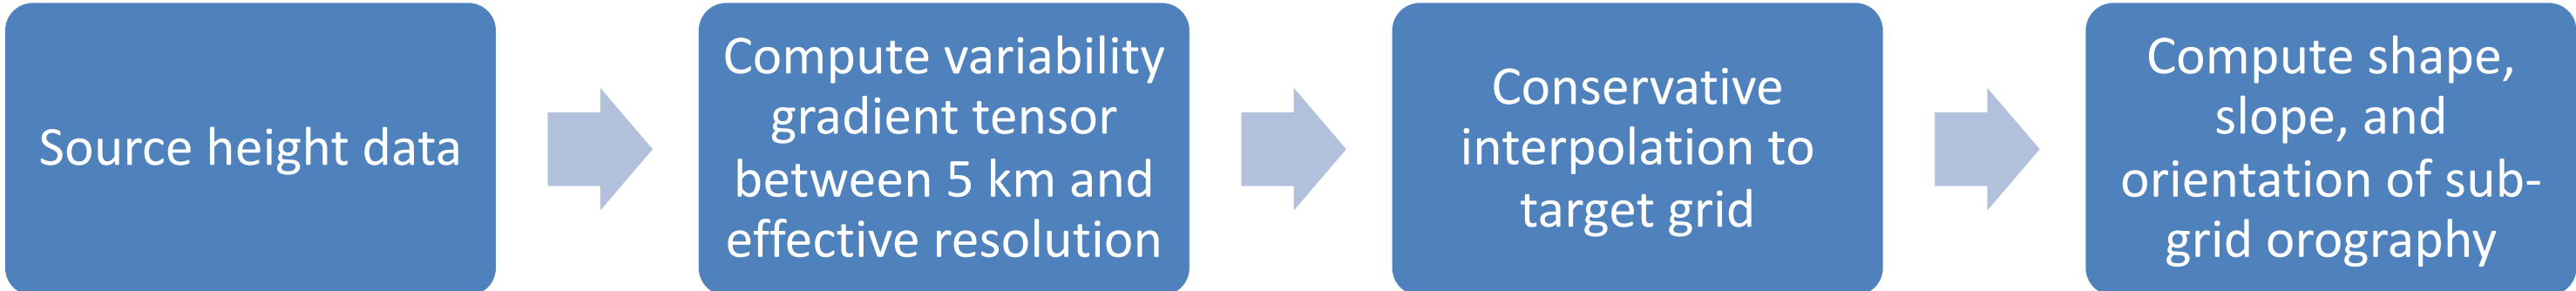 Source height data
Compute variability
gradient tensor
between 5 km and
effective resolution
Conservative
interpolation to
target grid
Compute shape,
slope, and
orientation of sub-
grid orography